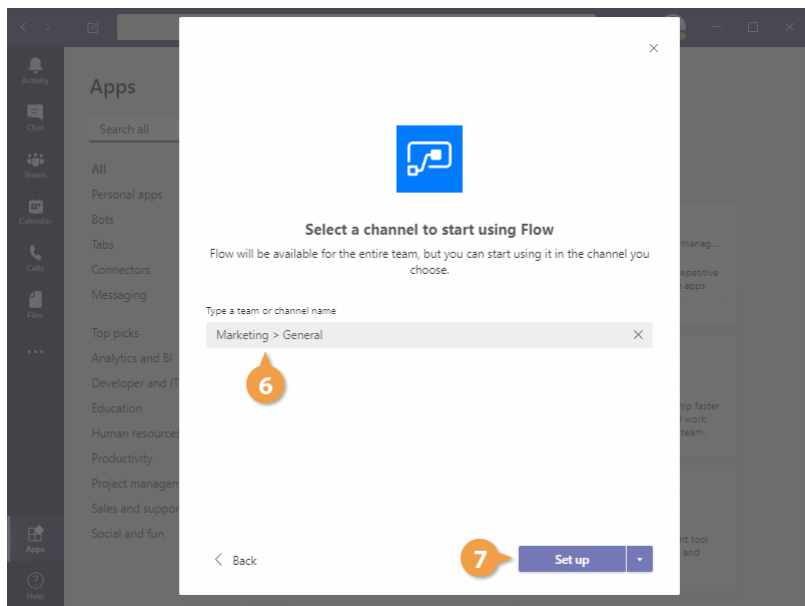 Activity
Chat
Teams
Calendar
Calls
Files
Apps
Help
Apps
Search all
All
Personal apps
Bots
Tabs
Connectors
Messaging
Top picks
Analytics and BI
Developer and IT
Education
Human resources
Productivity
Project managem
Sales and suppor
Social and fun
Select a channel to start using Flow
Flow will be available for the entire team, but you can start using it in the channel you
choose.
Type a team or channel name
Marketing > General
6
7
Back
Set up
manag...
epetitive
apps
hip faster
work,
team.
nt tool
and